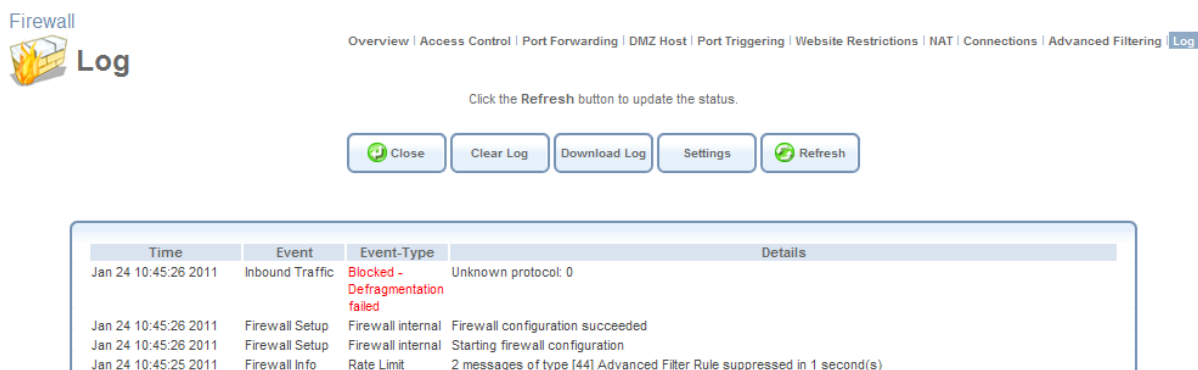 Firewall
Log
Overview | Access Control | Port Forwarding | DMZ Host | Port Triggering | Website Restrictions | NAT | Connections | Advanced Filtering | Log
Click the Refresh button to update the status.
Close Clear Log Download Log Settings Refresh
Time Event Event-Type Details
Jan 24 10:45:26 2011 Inbound Traffic Blocked - Unknown protocol: 0
Defragmentation
failed
Jan 24 10:45:26 2011 Firewall Setup Firewall internal Firewall configuration succeeded
Jan 24 10:45:26 2011 Firewall Setup Firewall internal Starting firewall configuration
Jan 24 10:45:25 2011 Firewall Info Rate Limit 2 messages of type [44] Advanced Filter Rule suppressed in 1 second(s)